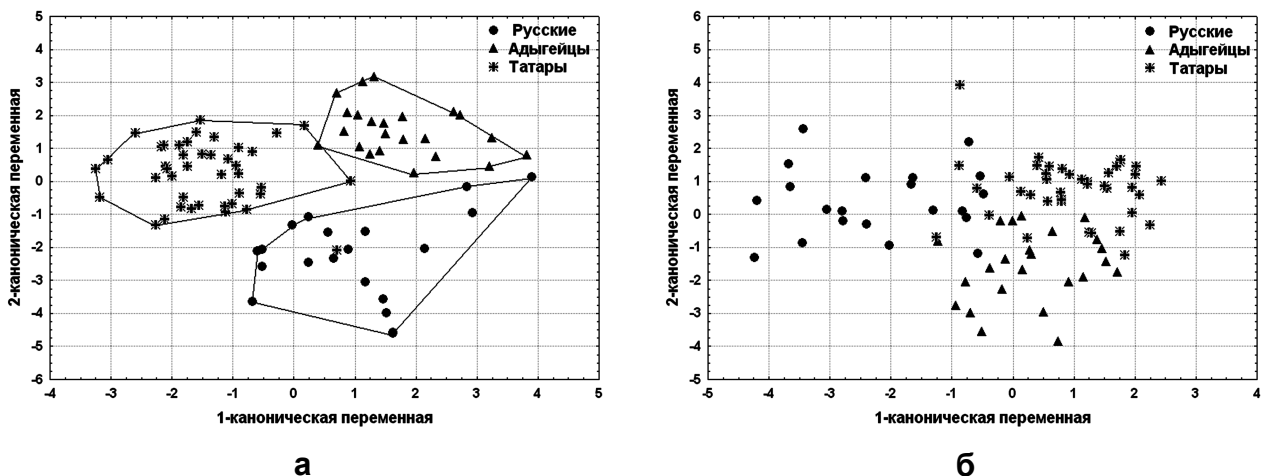 5
4
3
2
1
0
-1
-2
-3
-4
-5
-6
2-каноническая переменная
Русские
Адыгейцы
Татары
-4 -3 -2 -1 0 1 2 3 4 5
1-каноническая переменная
а
6
5
4
3
2
1
0
-1
-2
-3
-4
-5
2-каноническая переменная
Русские
Адыгейцы
Татары
-5 -4 -3 -2 -1 0 1 2 3 4
1-каноническая переменная
б